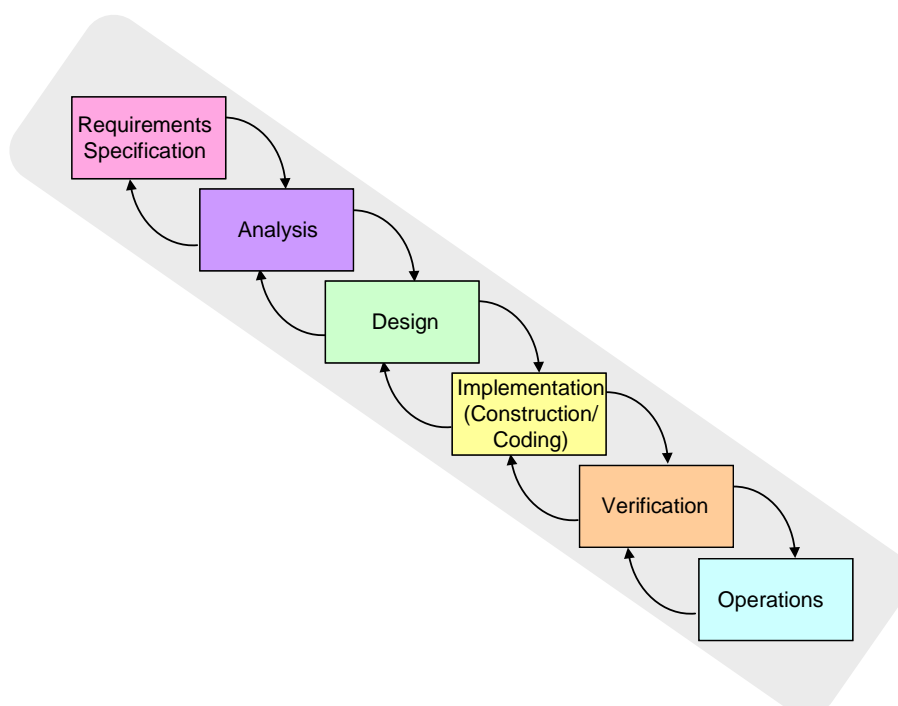 Requirements
Specification
Analysis
Design
Implementation
(Construction/
Coding)
Verification
Operations